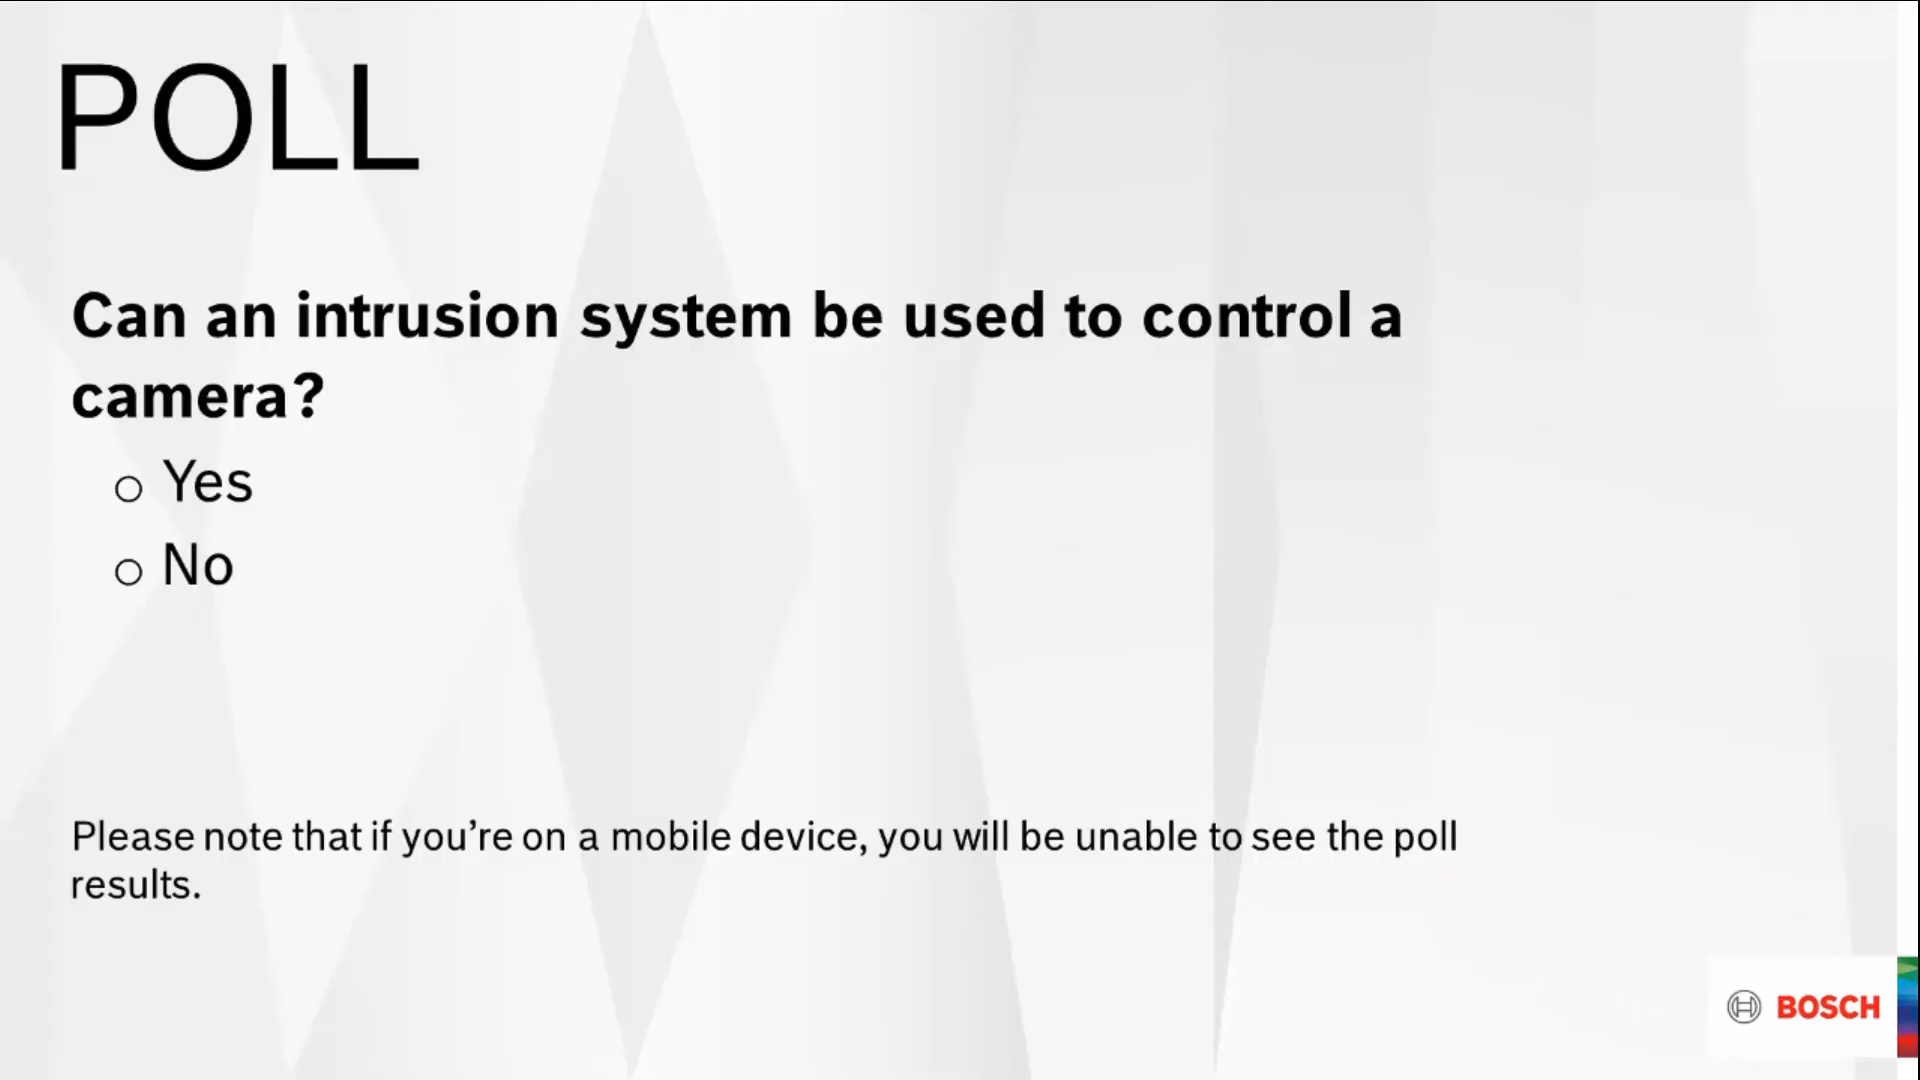 POLL
Can an intrusion system be used to control a
camera?
Yes
No
Please note that if you’re on a mobile device, you will be unable to see the poll
results.
BOSCH